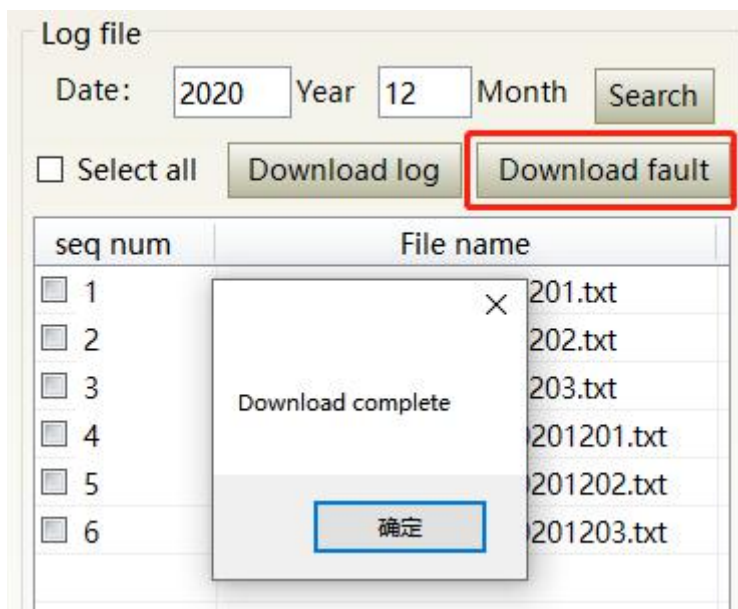 Log file
Date: 2020 Year 12 Month Search
Select all Download log Download fault
seq num File name
1 201.txt
2 202.txt
3 203.txt
Download complete
4 0201201.txt
5 0201202.txt
6 0201203.txt
确定